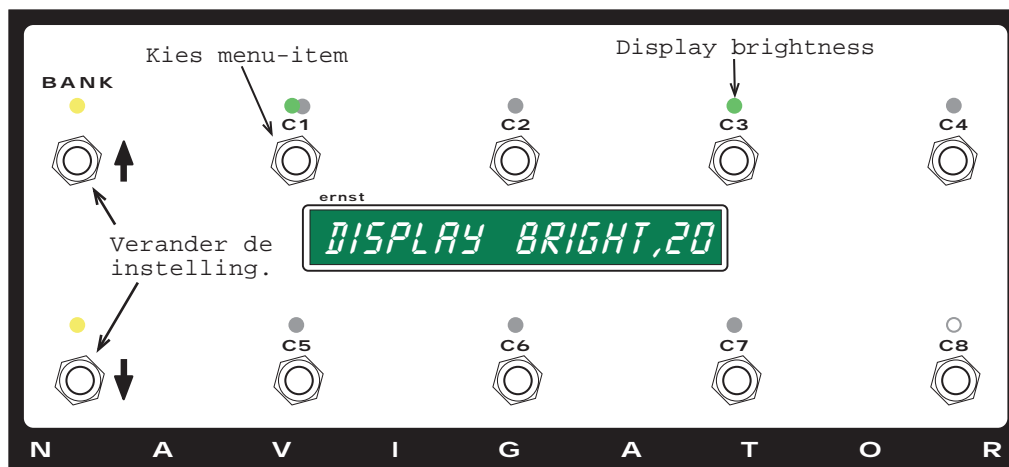 Kies menu-item
Display brightness
BANK
C1
C2
C3
C4
ernst
DISPLAY BRIGHT,20
Verander de
instelling.
C5
C6
C7
C8
N A V I G A T O R